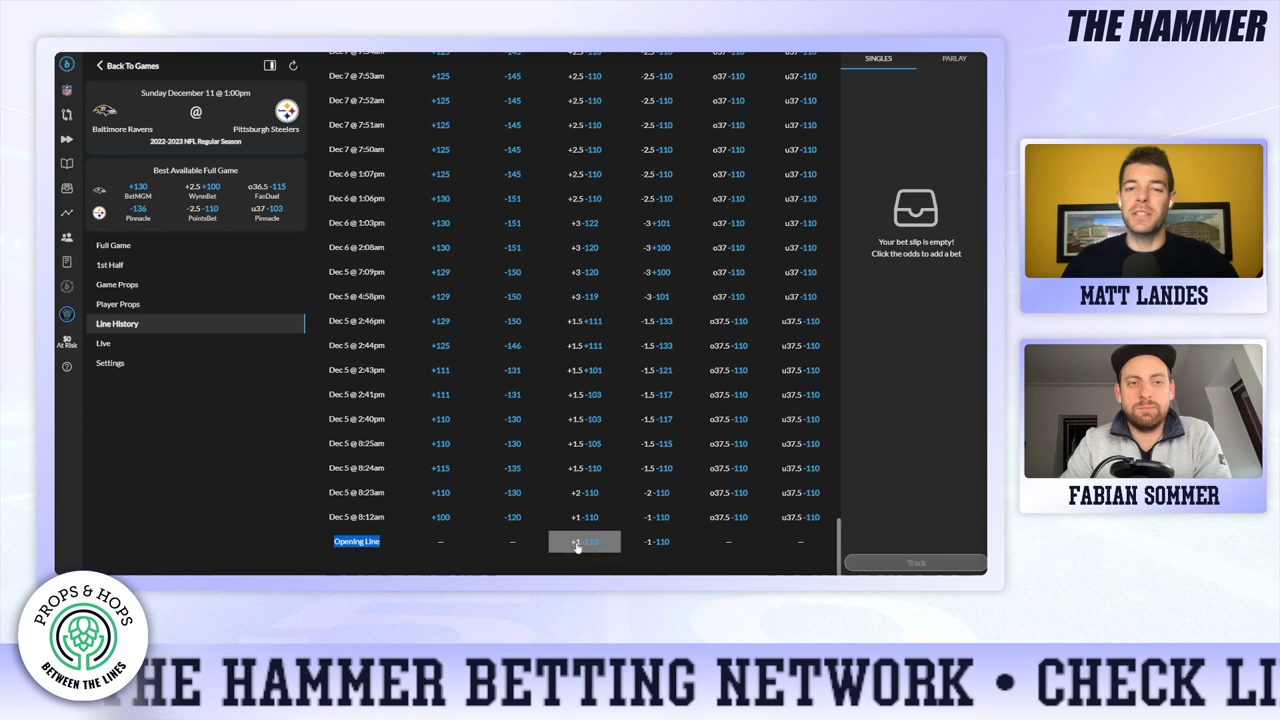 THE HAMMER
Back To Games
Sunday December 11 @ 1:00pm
@
Baltimore Ravens Pittsburgh Steelers
2022-2023 NFL Regular Season
Best Available Full Game
+130 +2.5 +100 o36.5 -115
BetMGM WynnBet FanDuel
-136 -2.5 -110 u37 -103
Pinnacle PointsBet Pinnacle
Full Game
1st Half
Game Props
Player Props
Line History
Live
Settings
$0
At Risk
Dec 7 @ 7:53am +125 -145 +2.5 -110 -2.5 -110 o37 -110 u37 -110
Dec 7 @ 7:52am +125 -145 +2.5 -110 -2.5 -110 o37 -110 u37 -110
Dec 7 @ 7:51am +125 -145 +2.5 -110 -2.5 -110 o37 -110 u37 -110
Dec 7 @ 7:50am +125 -145 +2.5 -110 -2.5 -110 o37 -110 u37 -110
Dec 6 @ 1:07pm +125 -145 +2.5 -110 -2.5 -110 o37 -110 u37 -110
Dec 6 @ 1:06pm +130 -151 +2.5 -110 -2.5 -110 o37 -110 u37 -110
Dec 6 @ 1:03pm +130 -151 +3 -122 -3 +101 o37 -110 u37 -110
Dec 6 @ 2:08am +130 -151 +3 -120 -3 +100 o37 -110 u37 -110
Dec 5 @ 7:09pm +129 -150 +3 -120 -3 +100 o37 -110 u37 -110
Dec 5 @ 4:58pm +129 -150 +3 -119 -3 -101 o37 -110 u37 -110
Dec 5 @ 2:46pm +129 -150 +1.5 +111 -1.5 -133 o37.5 -110 u37.5 -110
Dec 5 @ 2:44pm +125 -146 +1.5 +111 -1.5 -133 o37.5 -110 u37.5 -110
Dec 5 @ 2:43pm +111 -131 +1.5 +101 -1.5 -121 o37.5 -110 u37.5 -110
Dec 5 @ 2:41pm +111 -131 +1.5 -103 -1.5 -117 o37.5 -110 u37.5 -110
Dec 5 @ 2:40pm +110 -130 +1.5 -103 -1.5 -117 o37.5 -110 u37.5 -110
Dec 5 @ 8:25am +110 -130 +1.5 -105 -1.5 -115 o37.5 -110 u37.5 -110
Dec 5 @ 8:24am +115 -135 +1.5 -110 -1.5 -110 o37.5 -110 u37.5 -110
Dec 5 @ 8:23am +110 -130 +2 -110 -2 -110 o37.5 -110 u37.5 -110
Dec 5 @ 8:12am +100 -120 +1 -110 -1 -110 o37.5 -110 u37.5 -110
Opening Line — — +1 -110 -1 -110 — —
SINGLES PARLAY
Your bet slip is empty!
Click the odds to add a bet
Track
MATT LANDES
FABIAN SOMMER
PROPS & HOPS
BETWEEN THE LINES
HE HAMMER BETTING NETWORK • CHECK LI